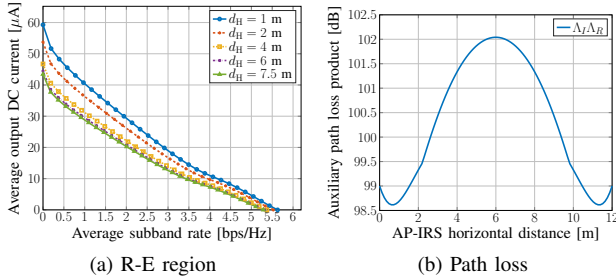 60
50
40
30
20
10
0
0 0.5 1 1.5 2 2.5 3 3.5 4 4.5 5 5.5 6
Average output DC current [μA]
Average subband rate [bps/Hz]
d_H = 1 m
d_H = 2 m
d_H = 4 m
d_H = 6 m
d_H = 7.5 m
(a) R-E region
102.5
102
101.5
101
100.5
100
99.5
99
98.5
0 2 4 6 8 10 12
Auxiliary path loss product [dB]
AP-IRS horizontal distance [m]
Λ_I Λ_R
(b) Path loss